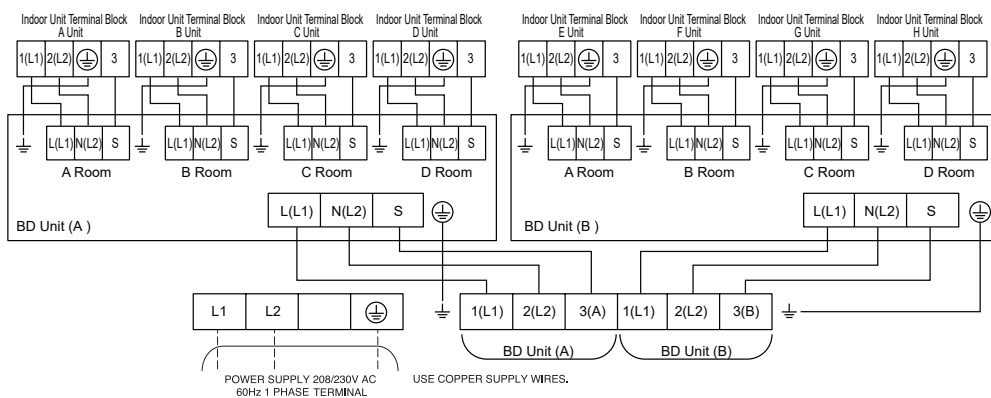 Indoor Unit Terminal Block Indoor Unit Terminal Block Indoor Unit Terminal Block Indoor Unit Terminal Block Indoor Unit Terminal Block Indoor Unit Terminal Block Indoor Unit Terminal Block Indoor Unit Terminal Block
A Unit B Unit C Unit D Unit E Unit F Unit G Unit H Unit
1(L1) 2(L2) 3 1(L1) 2(L2) 3 1(L1) 2(L2) 3 1(L1) 2(L2) 3 1(L1) 2(L2) 3 1(L1) 2(L2) 3 1(L1) 2(L2) 3 1(L1) 2(L2) 3
L(L1) N(L2) S L(L1) N(L2) S L(L1) N(L2) S L(L1) N(L2) S L(L1) N(L2) S L(L1) N(L2) S L(L1) N(L2) S L(L1) N(L2) S
A Room B Room C Room D Room A Room B Room C Room D Room
L(L1) N(L2) S L(L1) N(L2) S
BD Unit (A ) BD Unit (B )
L1 L2 1(L1) 2(L2) 3(A) 1(L1) 2(L2) 3(B)
BD Unit (A) BD Unit (B)
POWER SUPPLY 208/230V AC USE COPPER SUPPLY WIRES.
60Hz 1 PHASE TERMINAL